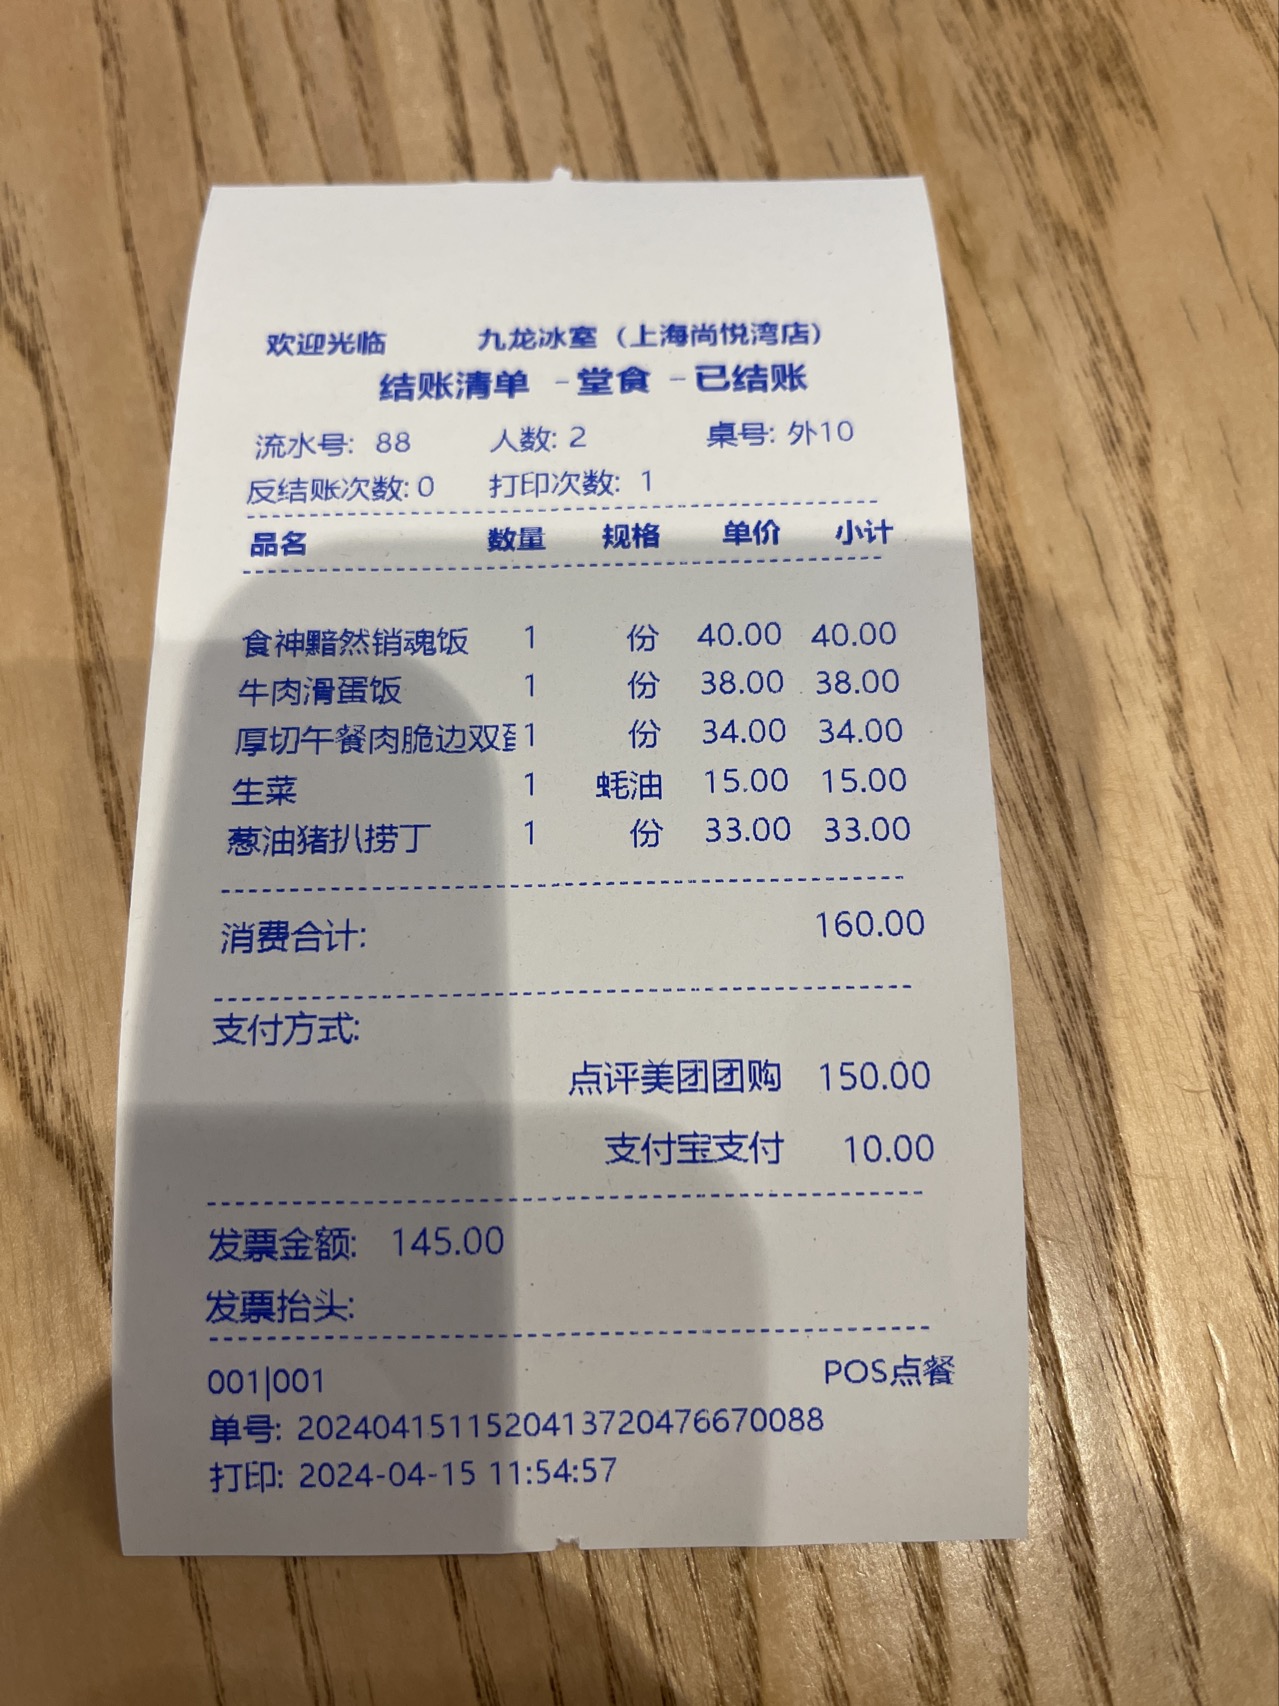 欢迎光临 九龙冰室（上海尚悦湾店）
结账清单 -堂食 -已结账
流水号: 88 人数: 2 桌号: 外10
反结账次数: 0 打印次数: 1
品名 数量 规格 单价 小计
食神黯然销魂饭 1 份 40.00 40.00
牛肉滑蛋饭 1 份 38.00 38.00
厚切午餐肉脆边双蛋 1 份 34.00 34.00
生菜 1 蚝油 15.00 15.00
葱油猪扒捞丁 1 份 33.00 33.00
消费合计: 160.00
支付方式:
点评美团团购 150.00
支付宝支付 10.00
发票金额: 145.00
发票抬头:
001|001 POS点餐
单号: 2024041511520413720476670088
打印: 2024-04-15 11:54:57